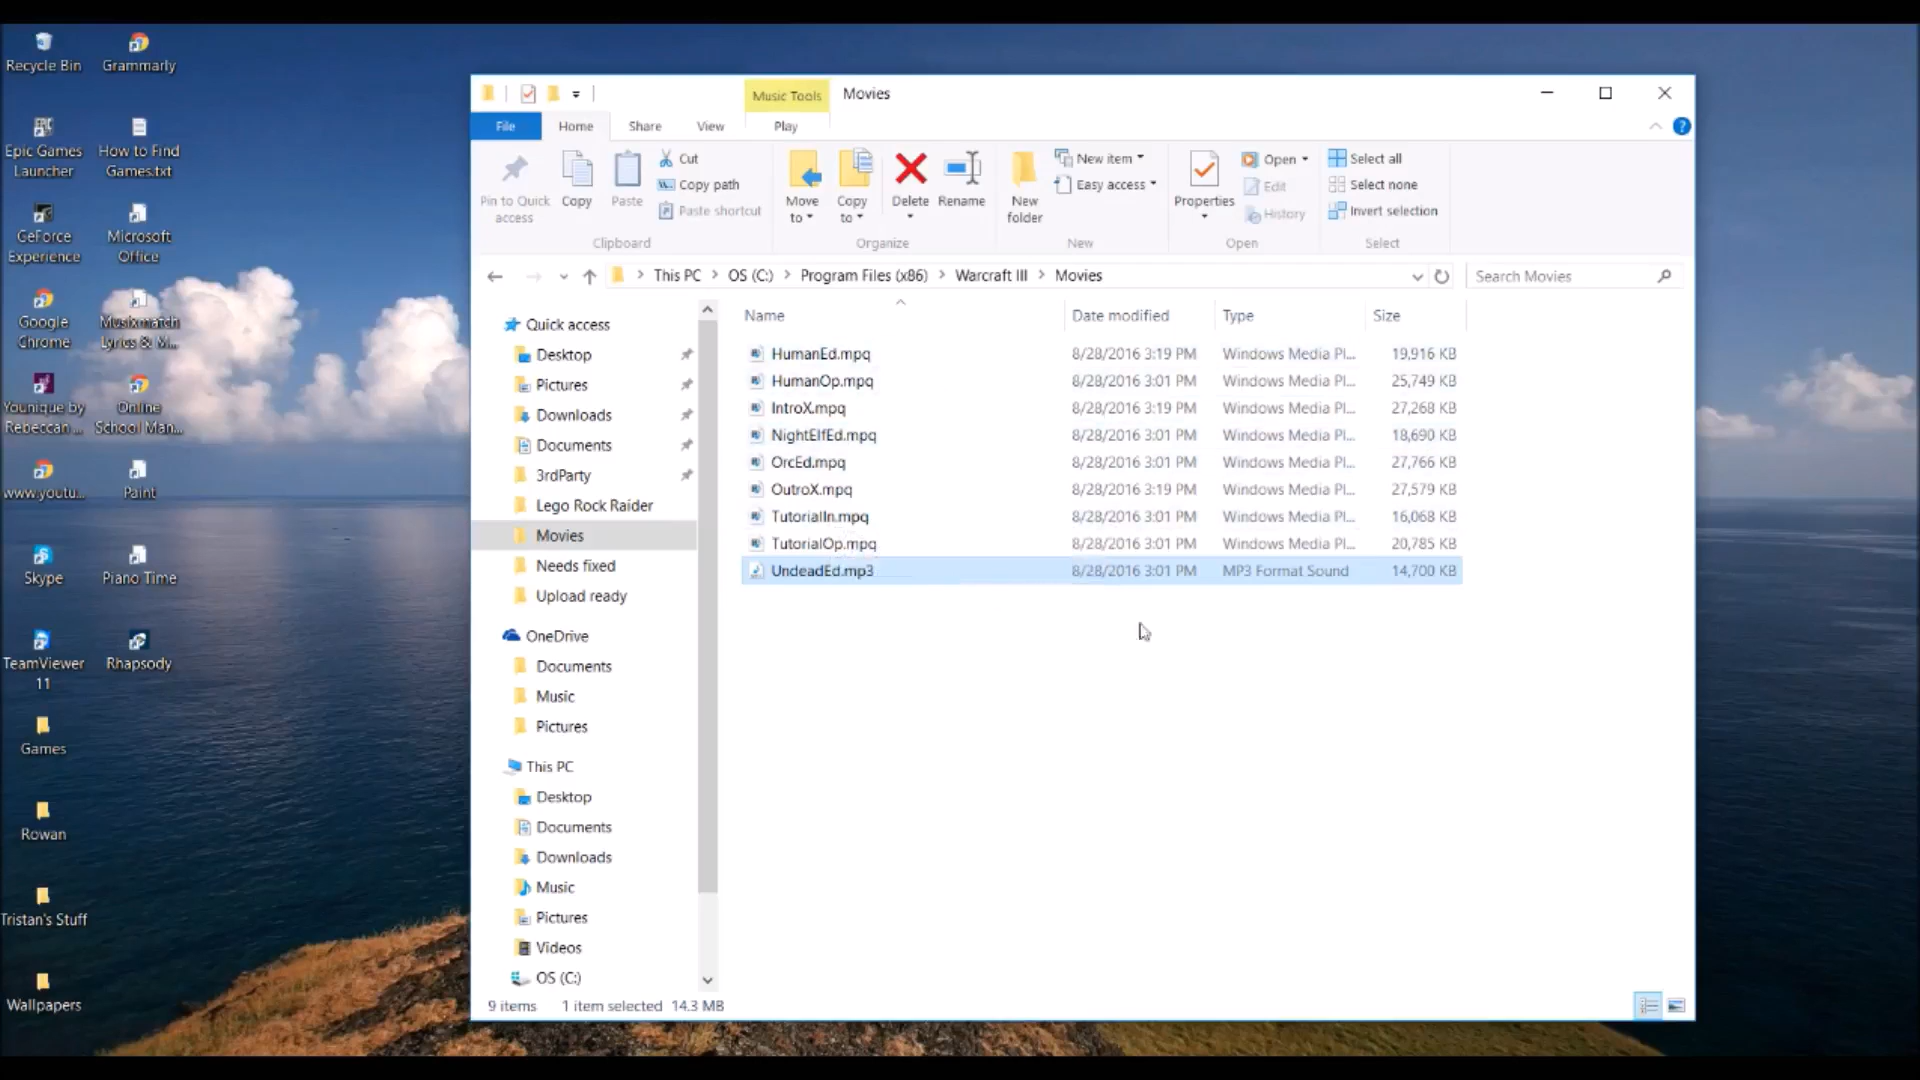 Recycle Bin
Grammarly
Epic Games
Launcher
How to Find
Games.txt
GeForce
Experience
Microsoft
Office
Google
Chrome
Musixmatch
Lyrics & M...
Younique by
Rebeccan ...
Online
School Man...
www.youtu...
Paint
Skype
Piano Time
TeamViewer
11
Rhapsody
Games
Rowan
Tristan's Stuff
Wallpapers
Music Tools
Movies
File
Home
Share
View
Play
Pin to Quick
access
Copy
Paste
Cut
Copy path
Paste shortcut
Clipboard
Move
to
Copy
to
Delete
Rename
Organize
New
folder
New item
Easy access
New
Properties
Open
Edit
History
Open
Select all
Select none
Invert selection
Select
This PC > OS (C:) > Program Files (x86) > Warcraft III > Movies
Search Movies
Quick access
Desktop
Pictures
Downloads
Documents
3rdParty
Lego Rock Raider
Movies
Needs fixed
Upload ready
OneDrive
Documents
Music
Pictures
This PC
Desktop
Documents
Downloads
Music
Pictures
Videos
OS (C:)
Name Date modified Type Size
HumanEd.mpq 8/28/2016 3:19 PM Windows Media Pl... 19,916 KB
HumanOp.mpq 8/28/2016 3:01 PM Windows Media Pl... 25,749 KB
IntroX.mpq 8/28/2016 3:19 PM Windows Media Pl... 27,268 KB
NightElfEd.mpq 8/28/2016 3:01 PM Windows Media Pl... 18,690 KB
OrcEd.mpq 8/28/2016 3:01 PM Windows Media Pl... 27,766 KB
OutroX.mpq 8/28/2016 3:19 PM Windows Media Pl... 27,579 KB
TutorialIn.mpq 8/28/2016 3:01 PM Windows Media Pl... 16,068 KB
TutorialOp.mpq 8/28/2016 3:01 PM Windows Media Pl... 20,785 KB
UndeadEd.mp3 8/28/2016 3:01 PM MP3 Format Sound 14,700 KB
9 items 1 item selected 14.3 MB